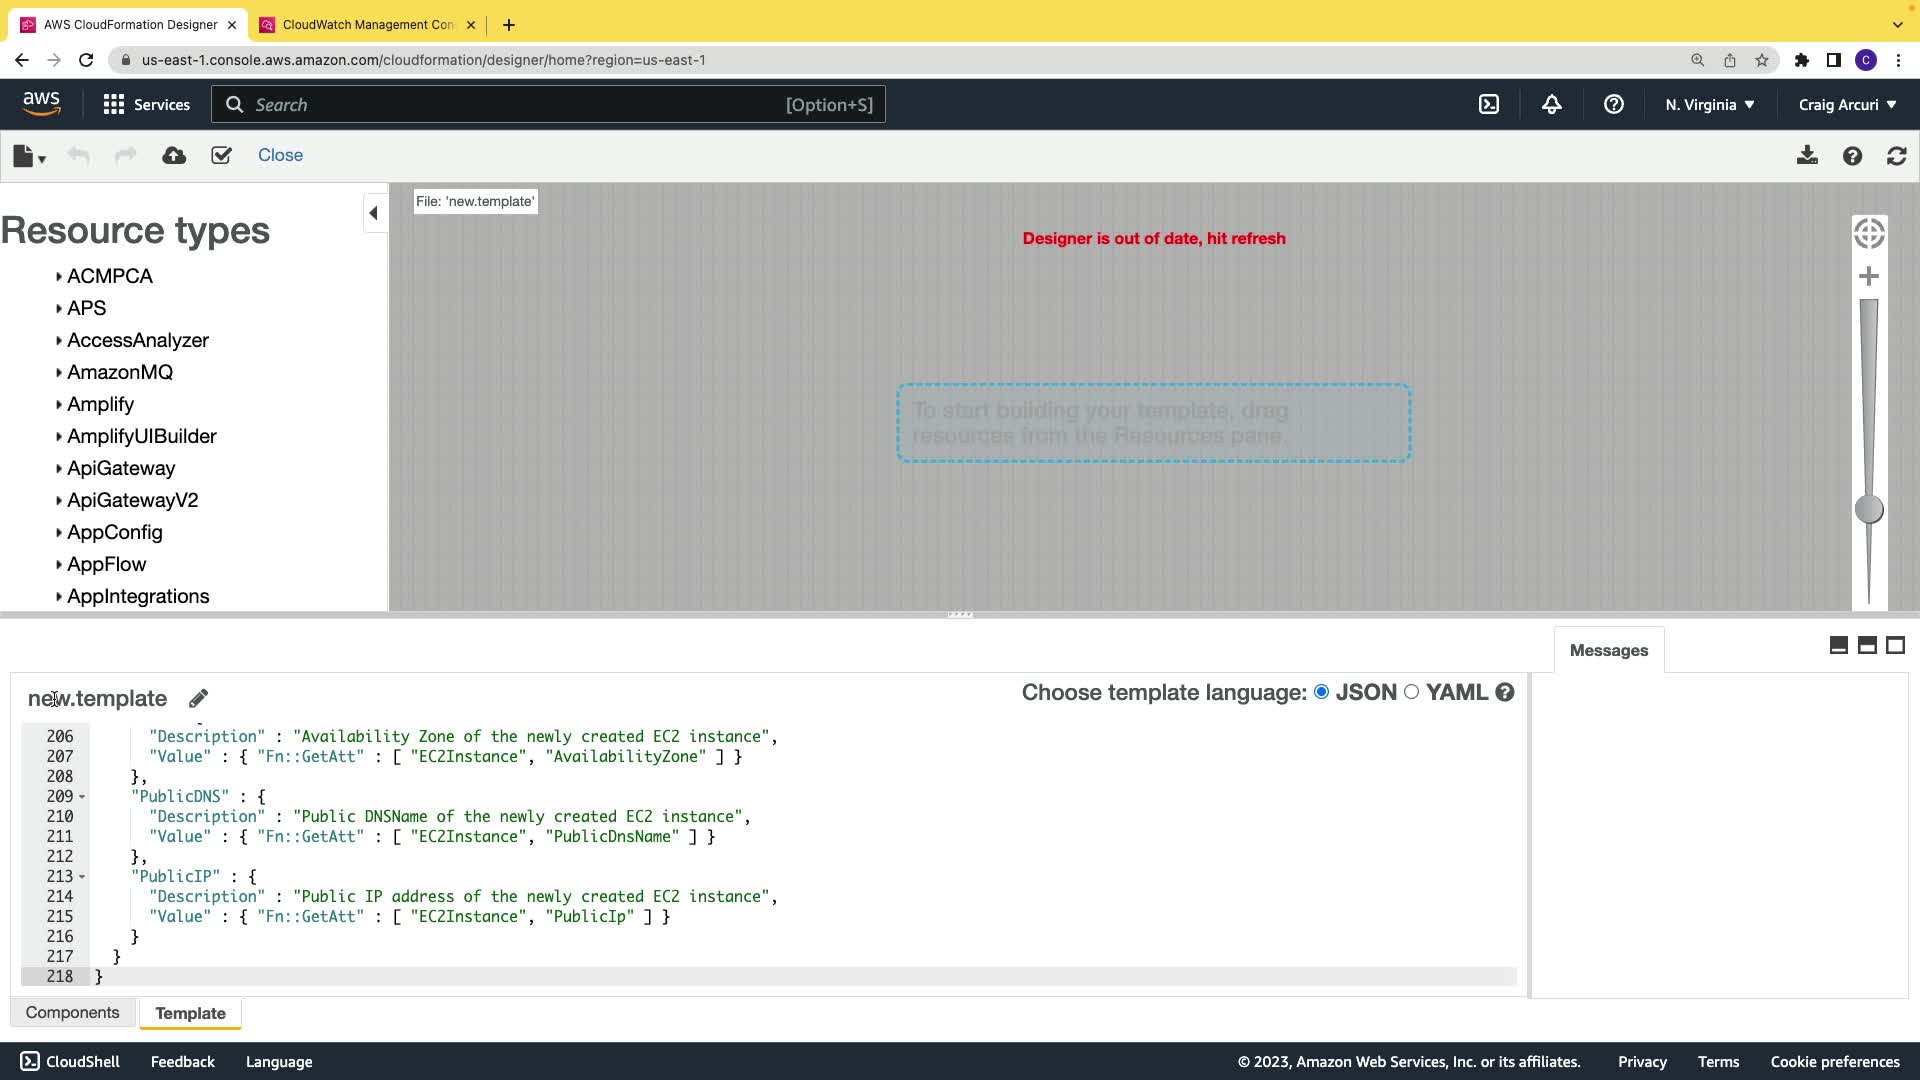 AWS CloudFormation Designer
CloudWatch Management Con
us-east-1.console.aws.amazon.com/cloudformation/designer/home?region=us-east-1
C
aws
Services
Search
[Option+S]
N. Virginia
Craig Arcuri
Close
File: 'new.template'
Resource types
Designer is out of date, hit refresh
ACMPCA
APS
AccessAnalyzer
AmazonMQ
Amplify
To start building your template, drag
resources from the Resources pane.
AmplifyUIBuilder
ApiGateway
ApiGatewayV2
AppConfig
AppFlow
AppIntegrations
Messages
new.template
Choose template language: JSON YAML
206 "Description" : "Availability Zone of the newly created EC2 instance",
207 "Value" : { "Fn::GetAtt" : [ "EC2Instance", "AvailabilityZone" ] }
208 },
209 "PublicDNS" : {
210 "Description" : "Public DNSName of the newly created EC2 instance",
211 "Value" : { "Fn::GetAtt" : [ "EC2Instance", "PublicDnsName" ] }
212 },
213 "PublicIP" : {
214 "Description" : "Public IP address of the newly created EC2 instance",
215 "Value" : { "Fn::GetAtt" : [ "EC2Instance", "PublicIp" ] }
216 }
217 }
218 }
Components
Template
CloudShell
Feedback
Language
© 2023, Amazon Web Services, Inc. or its affiliates.
Privacy
Terms
Cookie preferences